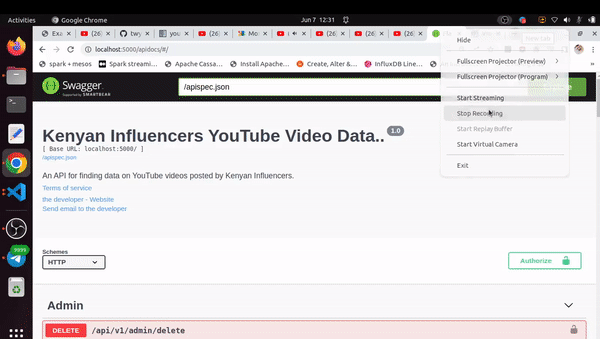 Activities
Google Chrome
Jun 7 12:31
Exa
twy
you
(26
(26
(26
Hide
New tab
localhost:5000/apidocs/#/
spark + mesos
Spark streami...
Apache Cassa...
Install Apache...
Create, Alter &...
InfluxDB Line...
Fullscreen Projector (Preview)
Fullscreen Projector (Program)
Start Streaming
Stop Recording
Start Replay Buffer
Start Virtual Camera
Exit
Swagger
Supported by SMARTBEAR
/apispec.json
Kenyan Influencers YouTube Video Data.. 1.0
[ Base URL: localhost:5000/ ]
/apispec.json
An API for finding data on YouTube videos posted by Kenyan Influencers.
Terms of service
the developer - Website
Send email to the developer
Schemes
HTTP
Authorize
Admin
DELETE /api/v1/admin/delete